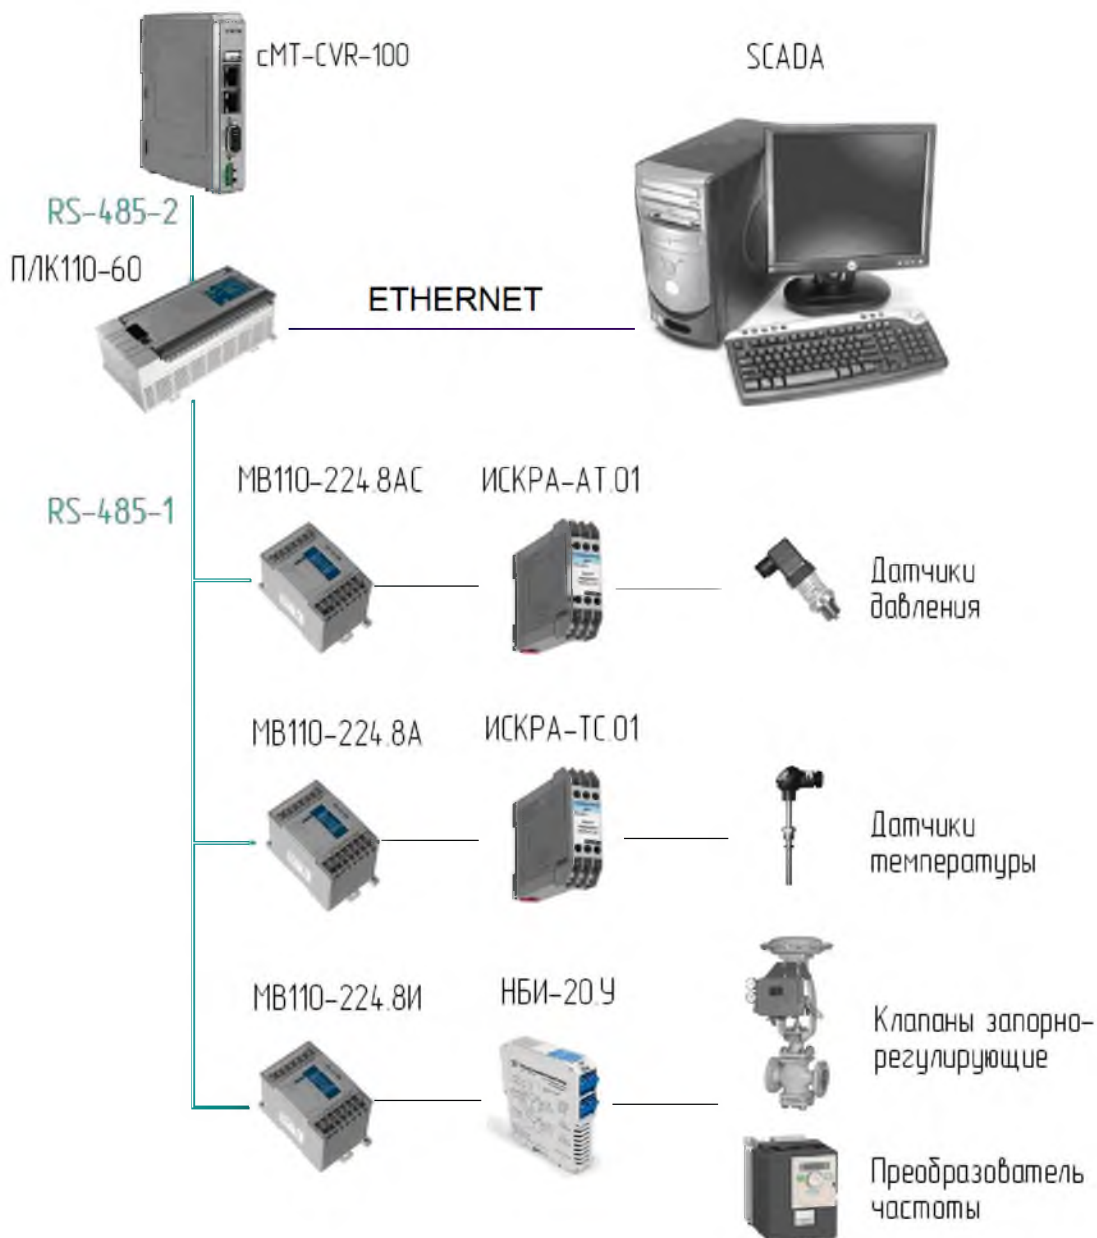 сМТ-CVR-100
SCADA
RS-485-2
ПЛК110-60
ETHERNET
МВ110-224.8АС
ИСКРА-АТ.01
RS-485-1
Датчики
давления
МВ110-224.8А
ИСКРА-ТС.01
Датчики
температуры
МВ110-224.8И
НБИ-20.У
Клапаны запорно-
регулирующие
Преобразователь
частоты